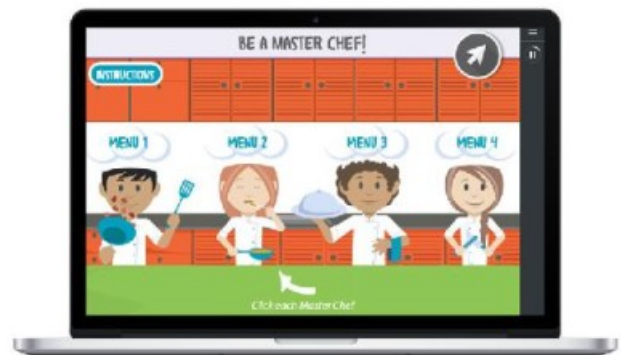 BE A MASTER CHEF!
INSTRUCTIONS
MENU 1
MENU 2
MENU 3
MENU 4
Click each MasterChef